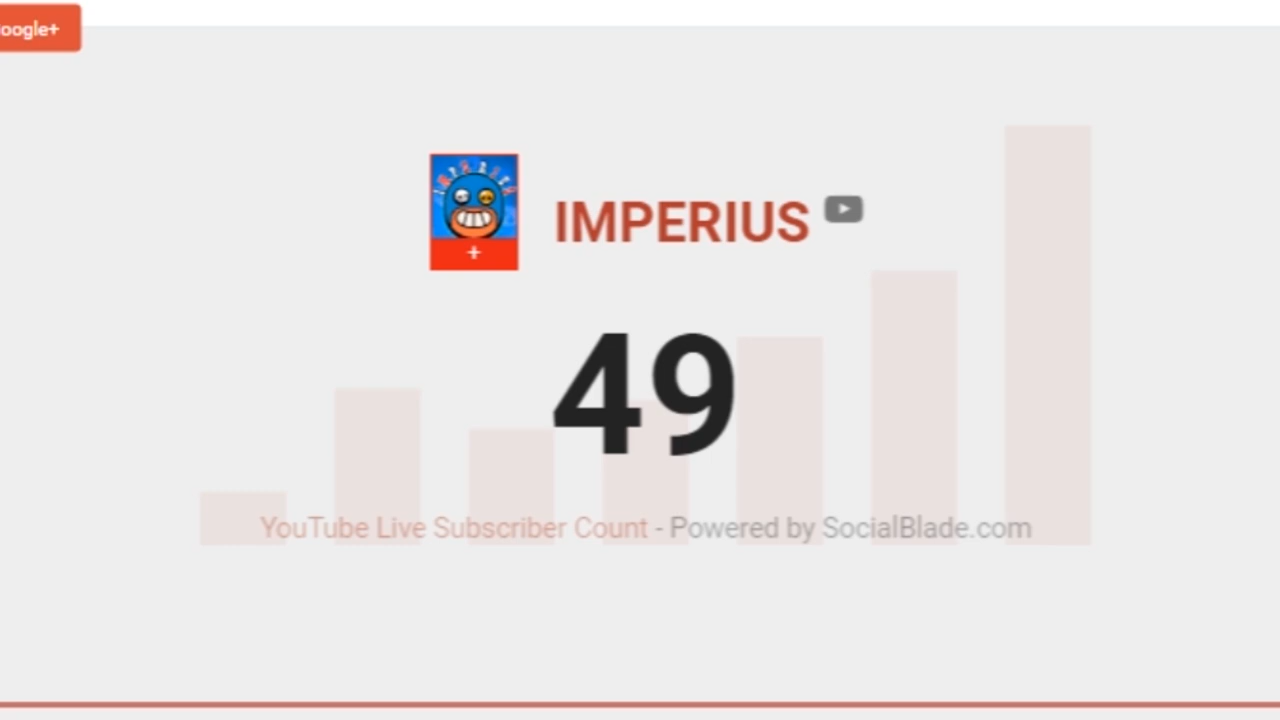 oogle+
IMPERIUS
+
49
YouTube Live Subscriber Count - Powered by SocialBlade.com